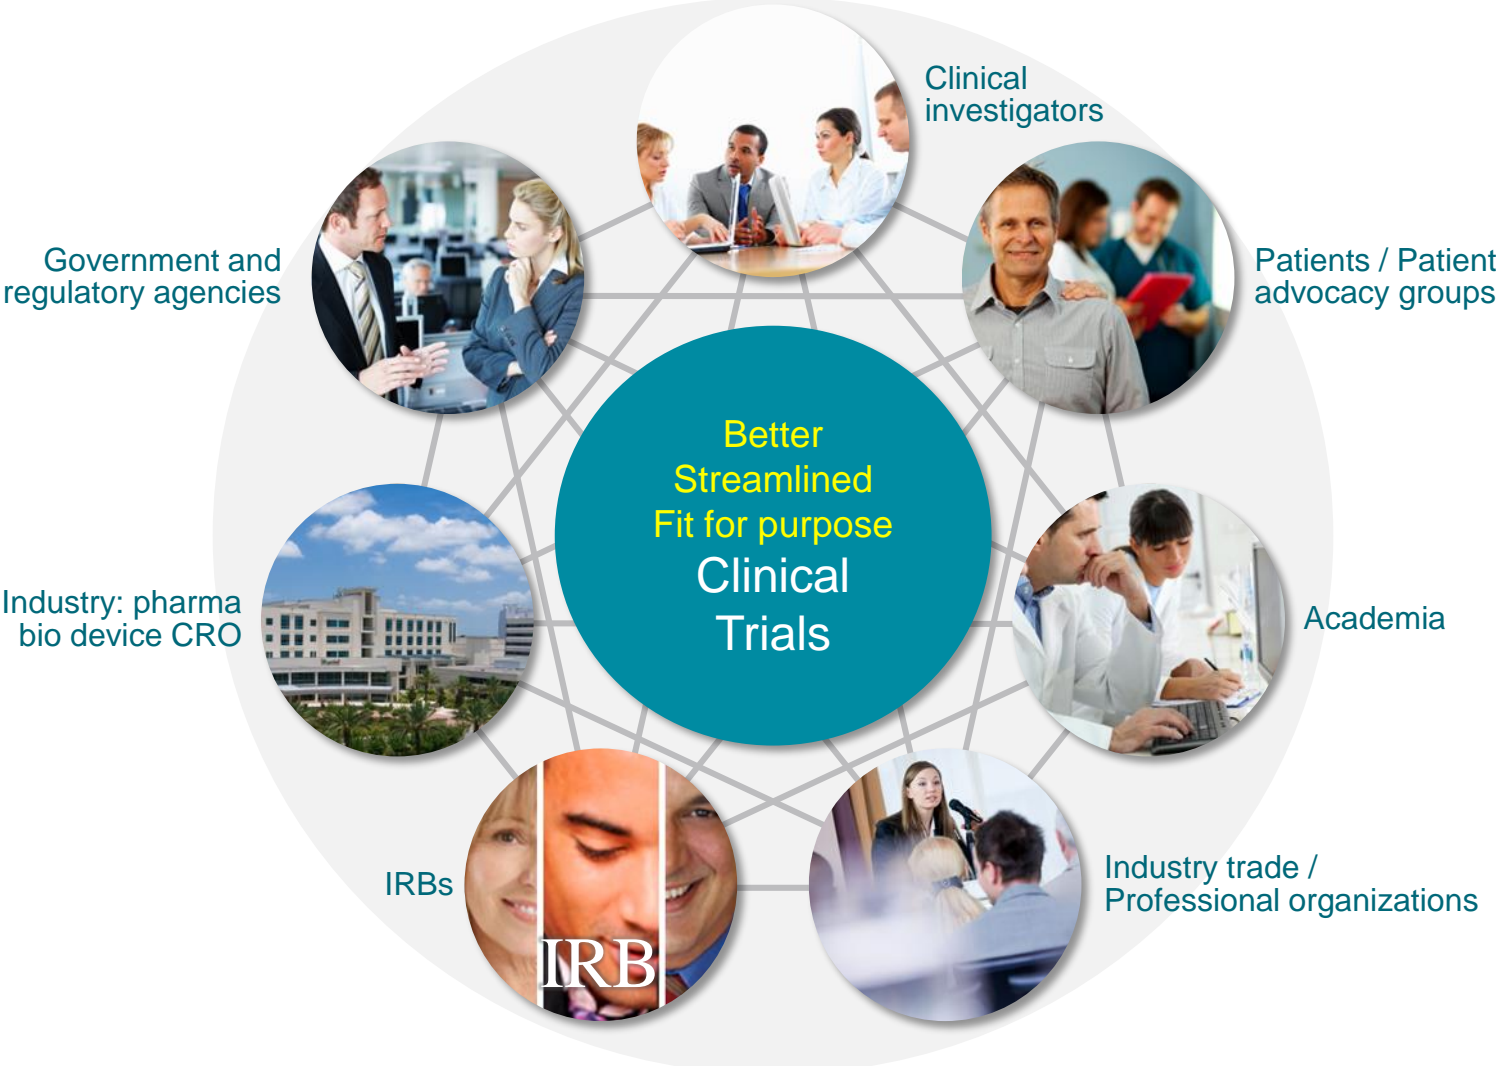 Clinical
investigators
Government and
regulatory agencies
Patients / Patient
advocacy groups
Better
Streamlined
Fit for purpose
Clinical
Trials
Industry: pharma
bio device CRO
Academia
IRBs
IRB
Industry trade /
Professional organizations